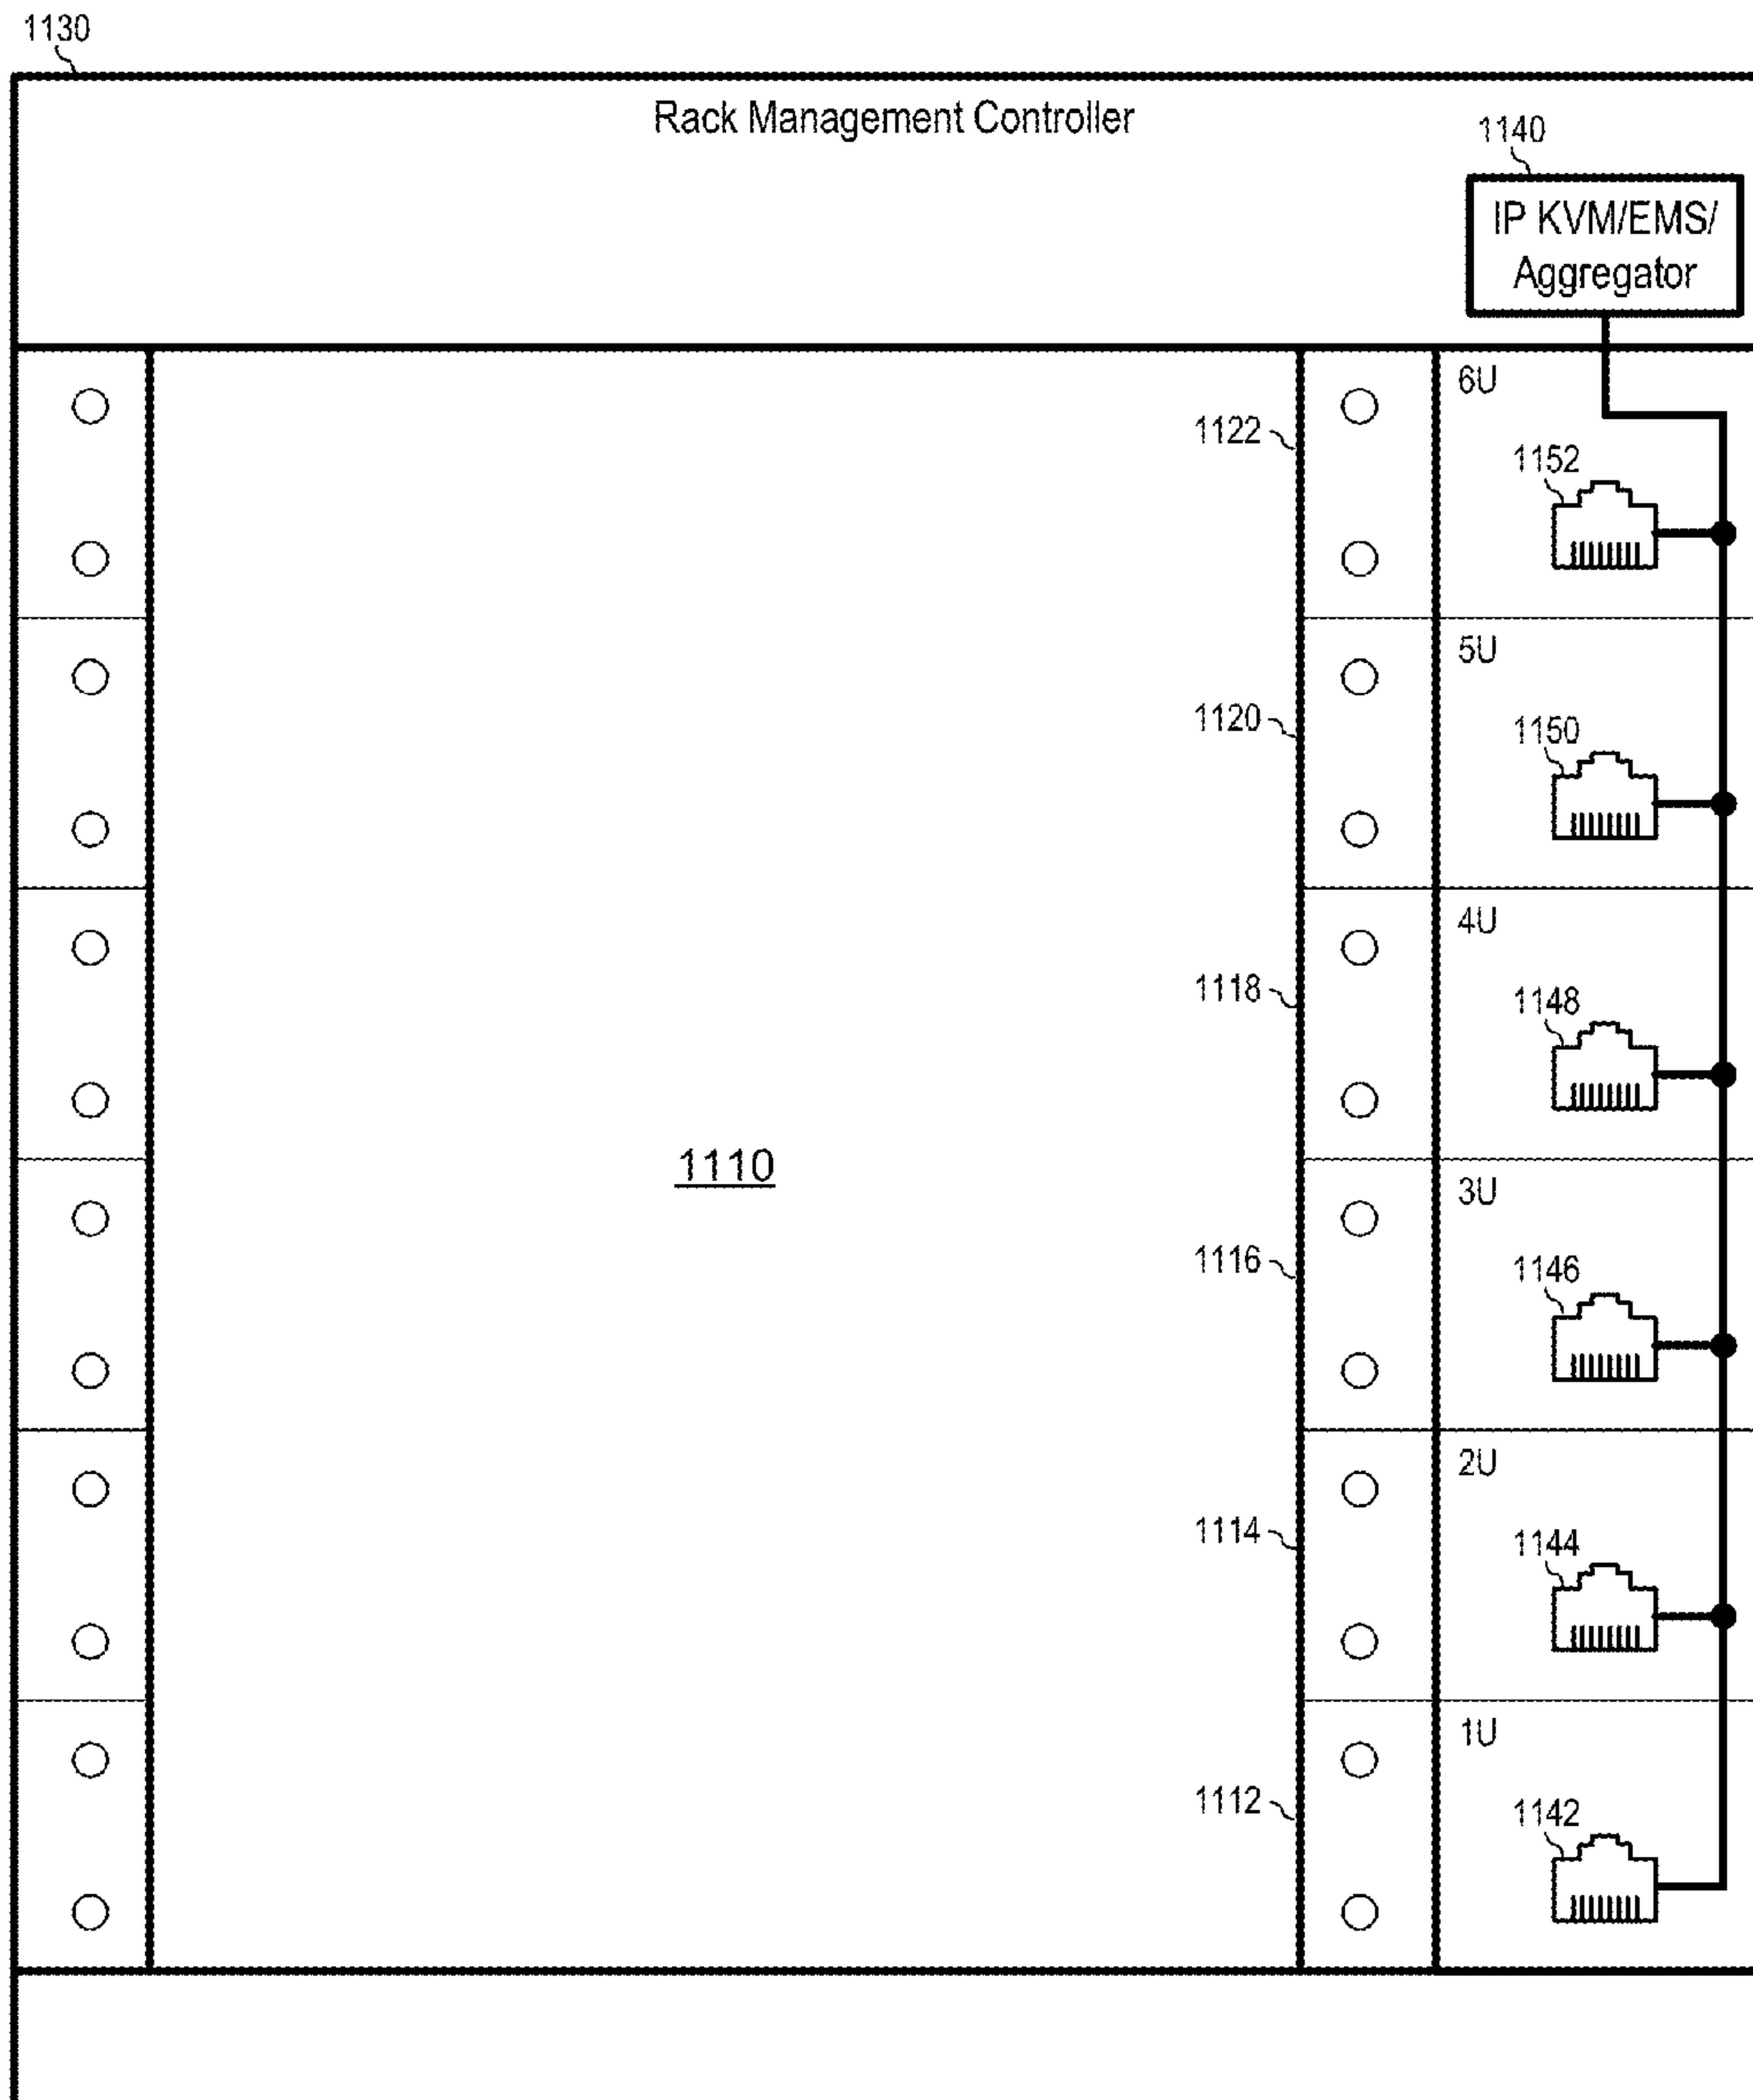 1130
Rack Management Controller
1140
IP KVM/EMS/
Aggregator
6U
1122
1152
5U
1120
1150
4U
1118
1148
1110
3U
1116
1146
2U
1114
1144
1U
1112
1142